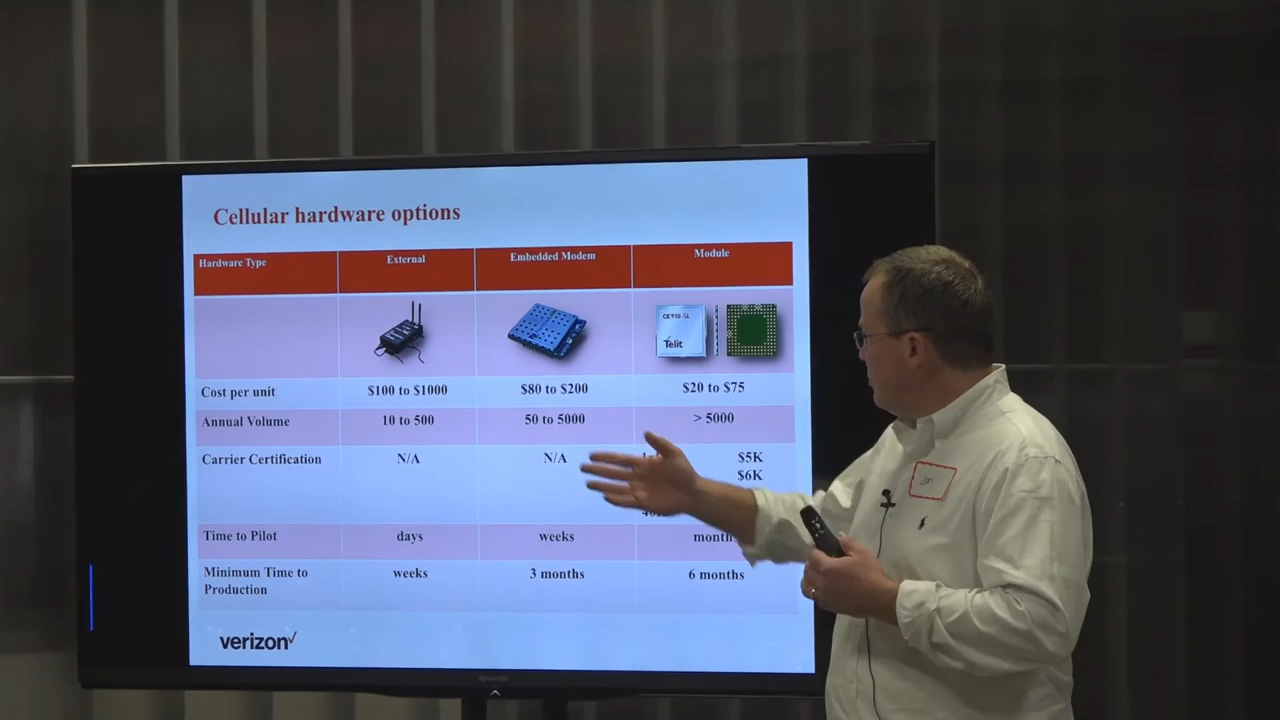 Cellular hardware options
Hardware Type External Embedded Modem Module
CE910-SL
Telit
Cost per unit $100 to $1000 $80 to $200 $20 to $75
Annual Volume 10 to 500 50 to 5000 > 5000
Carrier Certification N/A N/A $5K
$6K
Time to Pilot days weeks
Minimum Time to weeks 3 months 6 months
Production
verizon
SHARP
Jim